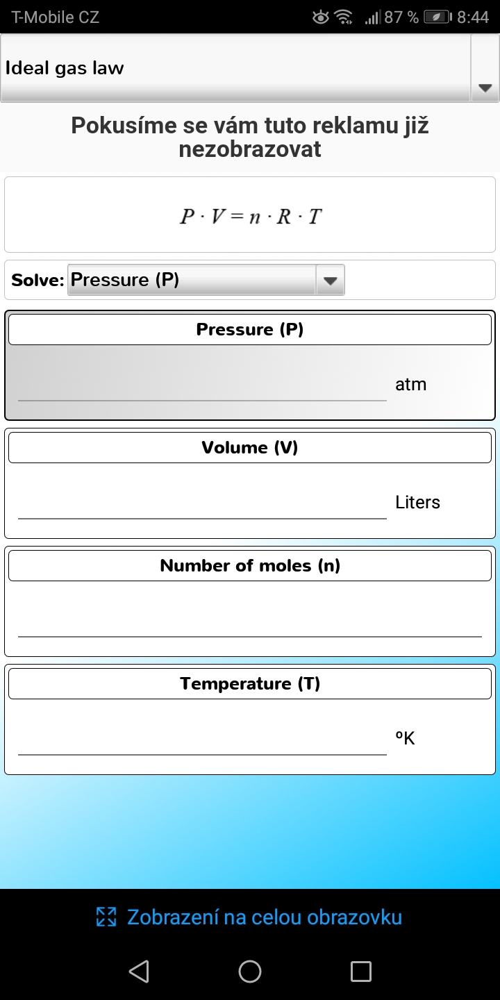 T-Mobile CZ 87 % 8:44
Ideal gas law
Pokusíme se vám tuto reklamu již
nezobrazovat
P · V = n · R · T
Solve: Pressure (P)
Pressure (P)
atm
Volume (V)
Liters
Number of moles (n)
Temperature (T)
ºK
Zobrazení na celou obrazovku